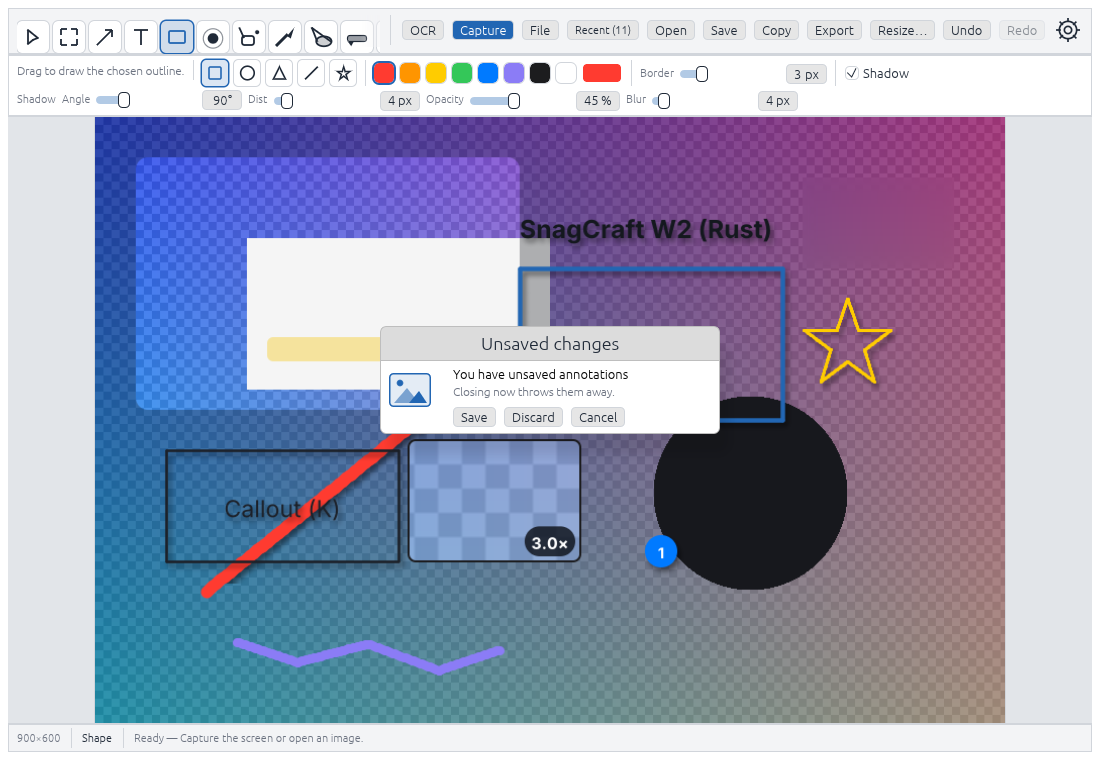 OCR Capture File Recent (11) Open Save Copy Export Resize… Undo Redo
Drag to draw the chosen outline. Border 3 px Shadow
Shadow Angle 90° Dist 4 px Opacity 45 % Blur 4 px
SnagCraft W2 (Rust)
Unsaved changes
You have unsaved annotations
Closing now throws them away.
Save Discard Cancel
Callout (K)
3.0×
1
900×600 Shape Ready — Capture the screen or open an image.